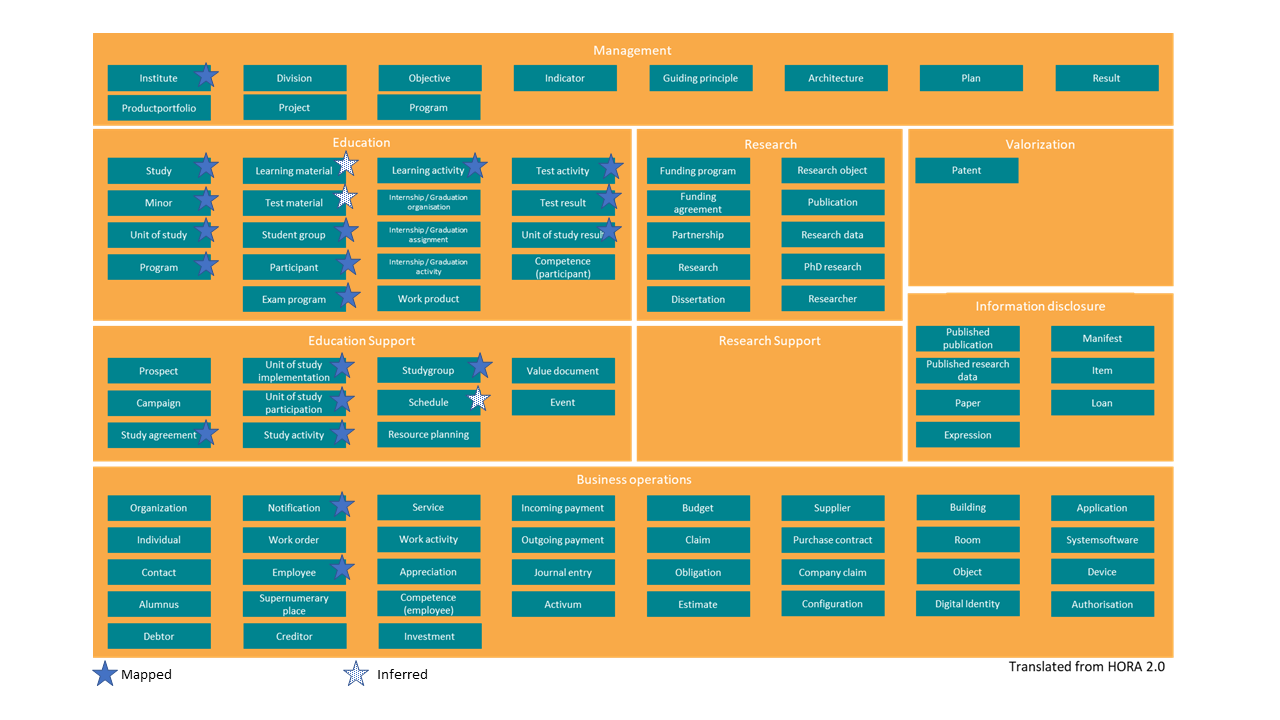 Management
Institute
Division
Objective
Indicator
Guiding principle
Architecture
Plan
Result
Productportfolio
Project
Program
Education
Study
Learning material
Learning activity
Test activity
Minor
Test material
Internship / Graduation
organisation
Test result
Unit of study
Student group
Internship / Graduation
assignment
Unit of study result
Program
Participant
Internship / Graduation
activity
Competence
(participant)
Exam program
Work product
Research
Funding program
Research object
Funding
agreement
Publication
Partnership
Research data
Research
PhD research
Dissertation
Researcher
Valorization
Patent
Education Support
Prospect
Unit of study
implementation
Studygroup
Value document
Campaign
Unit of study
participation
Schedule
Event
Study agreement
Study activity
Resource planning
Research Support
Information disclosure
Published
publication
Manifest
Published research
data
Item
Paper
Loan
Expression
Business operations
Organization
Notification
Service
Incoming payment
Budget
Supplier
Building
Application
Individual
Work order
Work activity
Outgoing payment
Claim
Purchase contract
Room
Systemsoftware
Contact
Employee
Appreciation
Journal entry
Obligation
Company claim
Object
Device
Alumnus
Supernumerary
place
Competence
(employee)
Activum
Estimate
Configuration
Digital Identity
Authorisation
Debtor
Creditor
Investment
Mapped
Inferred
Translated from HORA 2.0